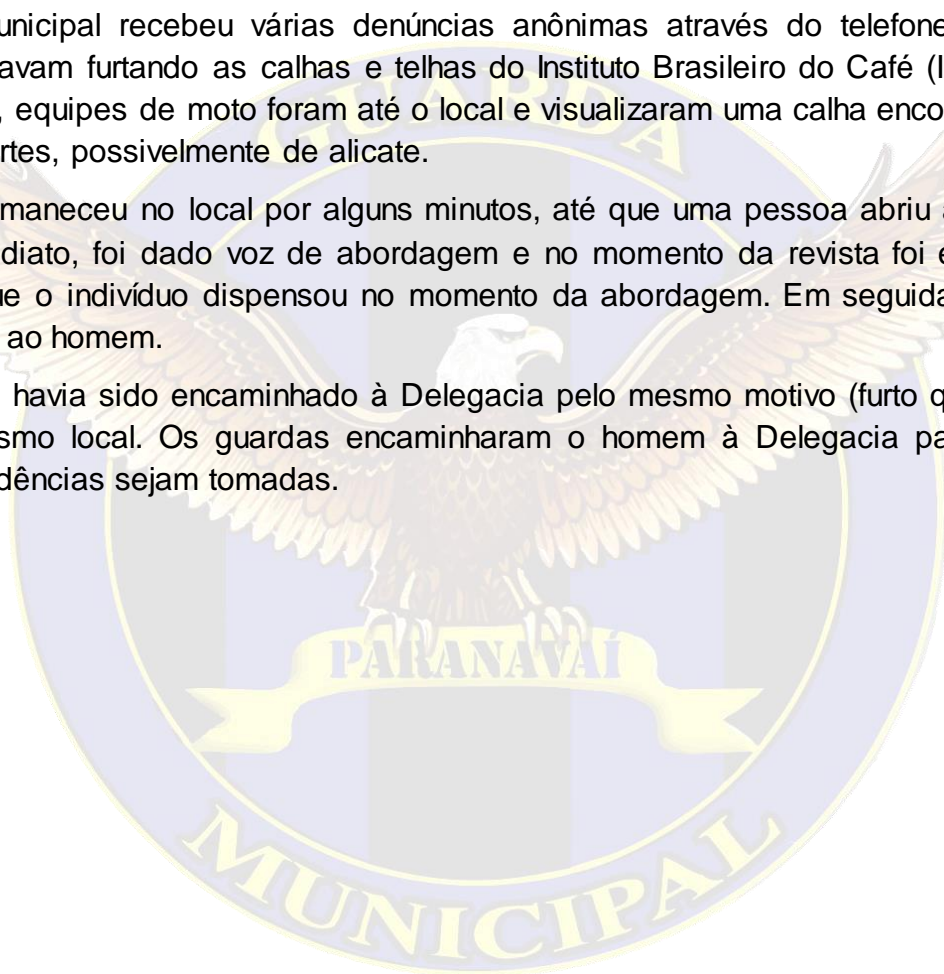 unicipal recebeu várias denúncias anônimas através do telefone
avam furtando as calhas e telhas do Instituto Brasileiro do Café (I
, equipes de moto foram até o local e visualizaram uma calha enco
rtes, possivelmente de alicate.
maneceu no local por alguns minutos, até que uma pessoa abriu a
diato, foi dado voz de abordagem e no momento da revista foi e
ue o indivíduo dispensou no momento da abordagem. Em seguida
ao homem.
havia sido encaminhado à Delegacia pelo mesmo motivo (furto q
smo local. Os guardas encaminharam o homem à Delegacia pa
dências sejam tomadas.
GUARDA
PARANAVAÍ
MUNICIPAL